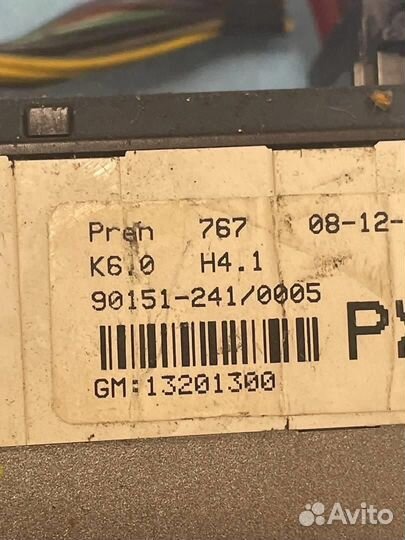 Preh 767 08-12-
K6.0 H4.1
90151-241/0005
GM:13201300
Avito